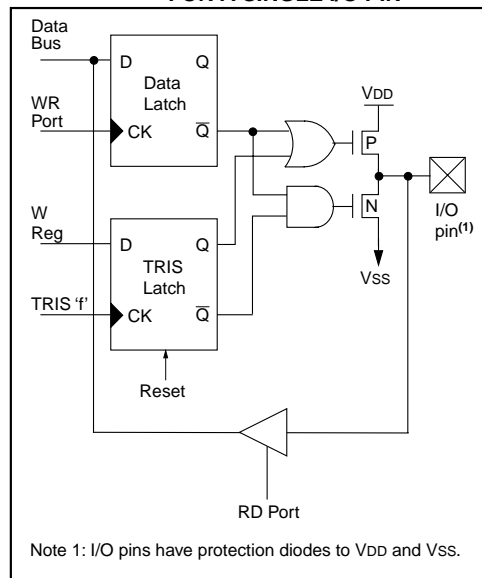 Data
Bus
D
Q
Data
Latch
WR
Port
CK
Q
VDD
P
N
I/O
pin(1)
VSS
W
Reg
D
Q
TRIS
Latch
TRIS 'f'
CK
Q
Reset
RD Port
Note 1: I/O pins have protection diodes to VDD and VSS.